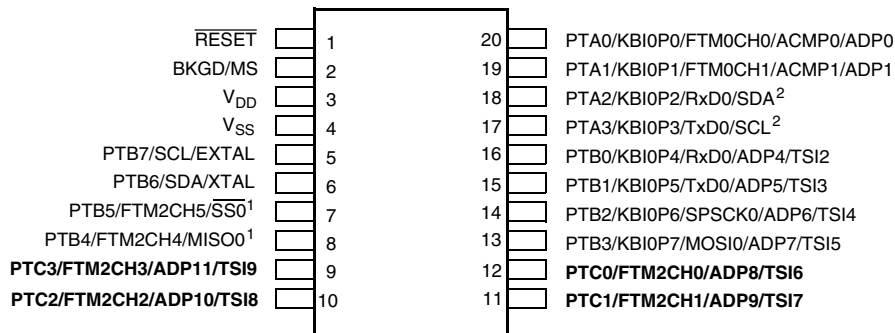 RESET 1 20 PTA0/KBI0P0/FTM0CH0/ACMP0/ADP0
BKGD/MS 2 19 PTA1/KBI0P1/FTM0CH1/ACMP1/ADP1
VDD 3 18 PTA2/KBI0P2/RxD0/SDA2
VSS 4 17 PTA3/KBI0P3/TxD0/SCL2
PTB7/SCL/EXTAL 5 16 PTB0/KBI0P4/RxD0/ADP4/TSI2
PTB6/SDA/XTAL 6 15 PTB1/KBI0P5/TxD0/ADP5/TSI3
PTB5/FTM2CH5/SS01 7 14 PTB2/KBI0P6/SPSCK0/ADP6/TSI4
PTB4/FTM2CH4/MISO01 8 13 PTB3/KBI0P7/MOSI0/ADP7/TSI5
PTC3/FTM2CH3/ADP11/TSI9 9 12 PTC0/FTM2CH0/ADP8/TSI6
PTC2/FTM2CH2/ADP10/TSI8 10 11 PTC1/FTM2CH1/ADP9/TSI7